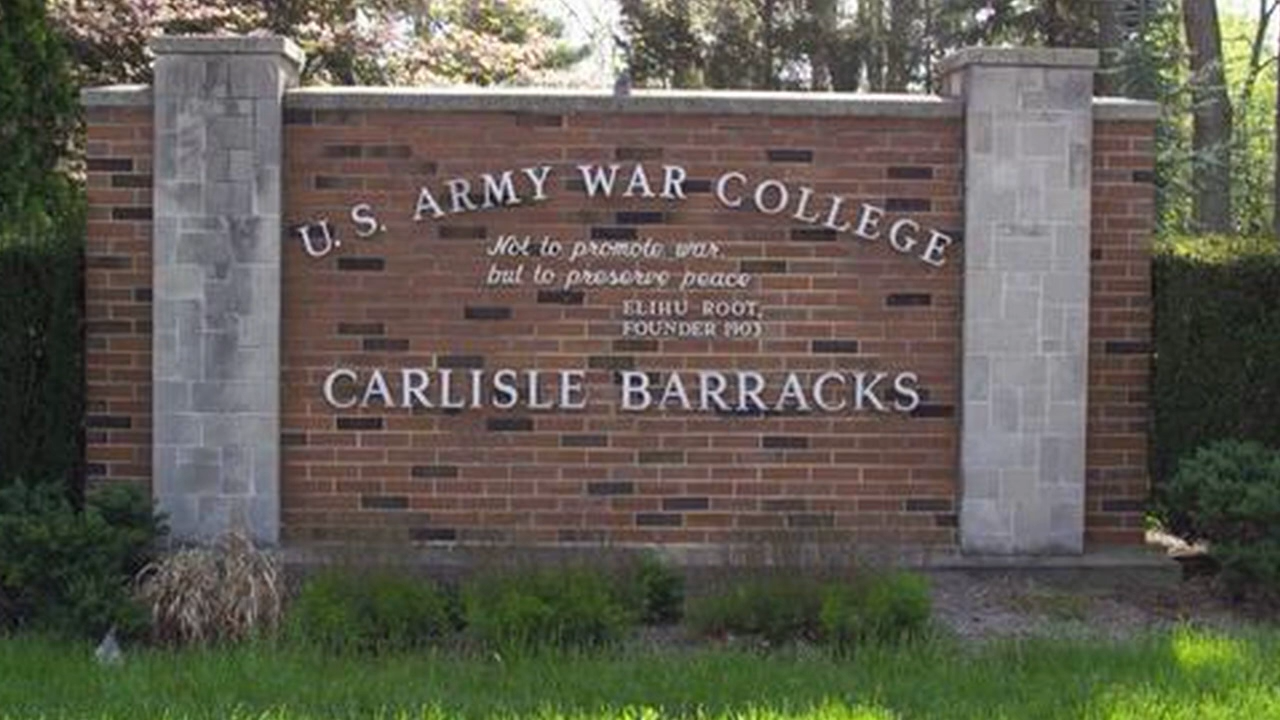 U. S. ARMY WAR COLLEGE
Not to promote war,
but to preserve peace
ELIHU ROOT,
FOUNDER 1903
CARLISLE BARRACKS